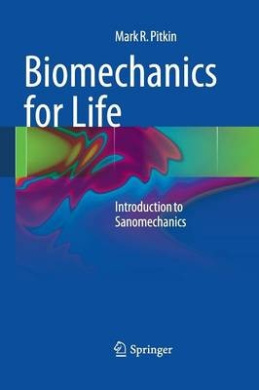 Mark R. Pitkin
Biomechanics
for Life
Introduction to
Sanomechanics
Springer